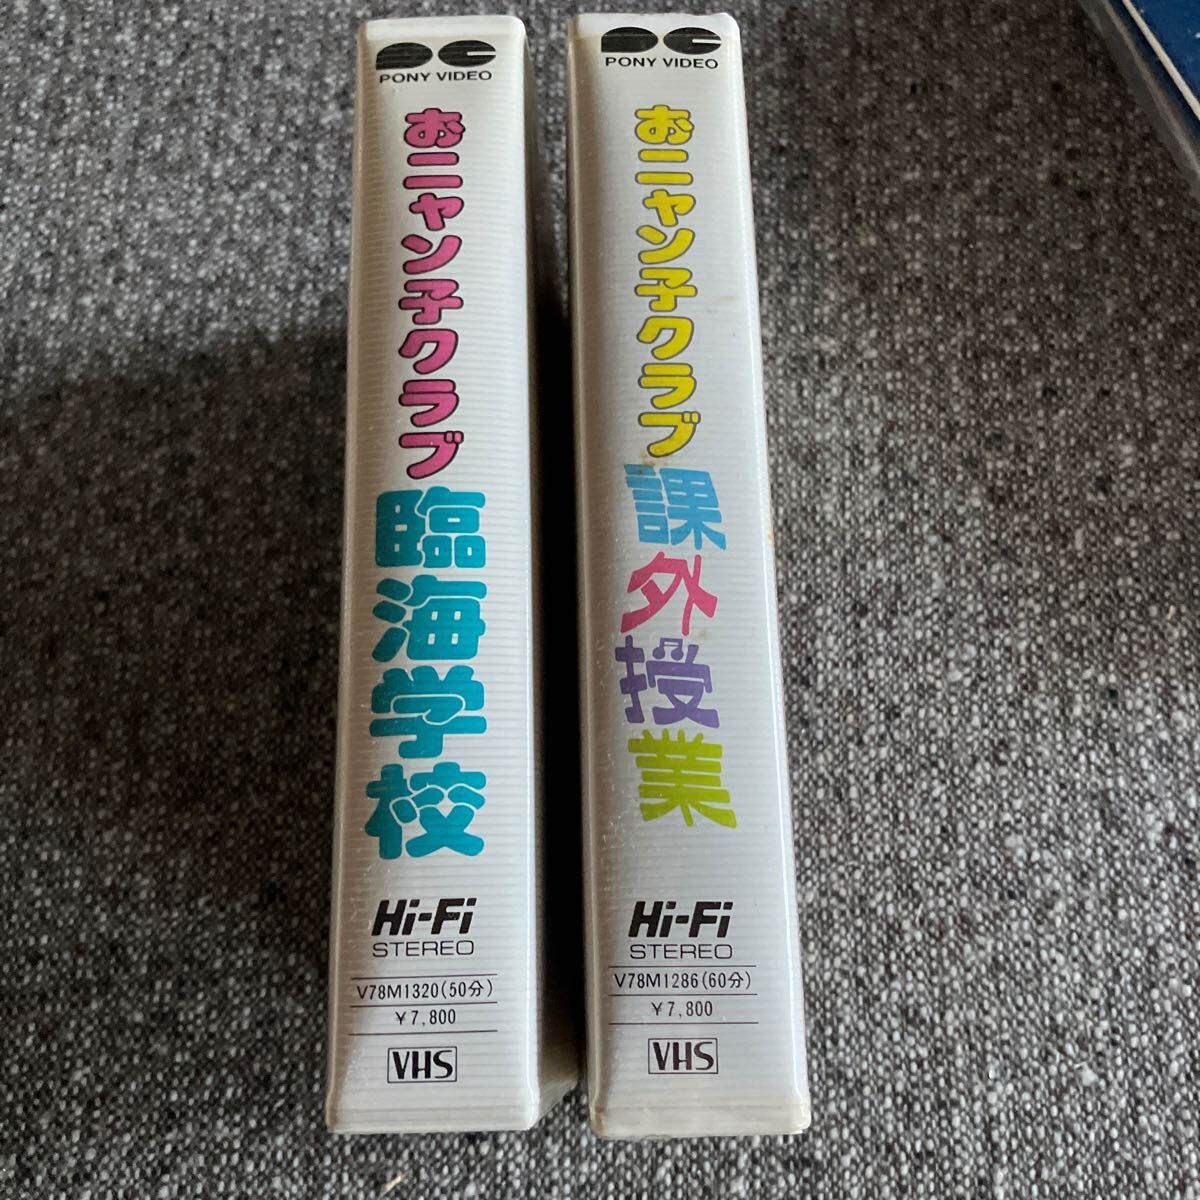 PONY VIDEO
おニャン子クラブ
臨海学校
Hi-Fi
STEREO
V78M1320(50分)
¥7,800
VHS
PONY VIDEO
おニャン子クラブ
課外授業
Hi-Fi
STEREO
V78M1286(60分)
¥7,800
VHS